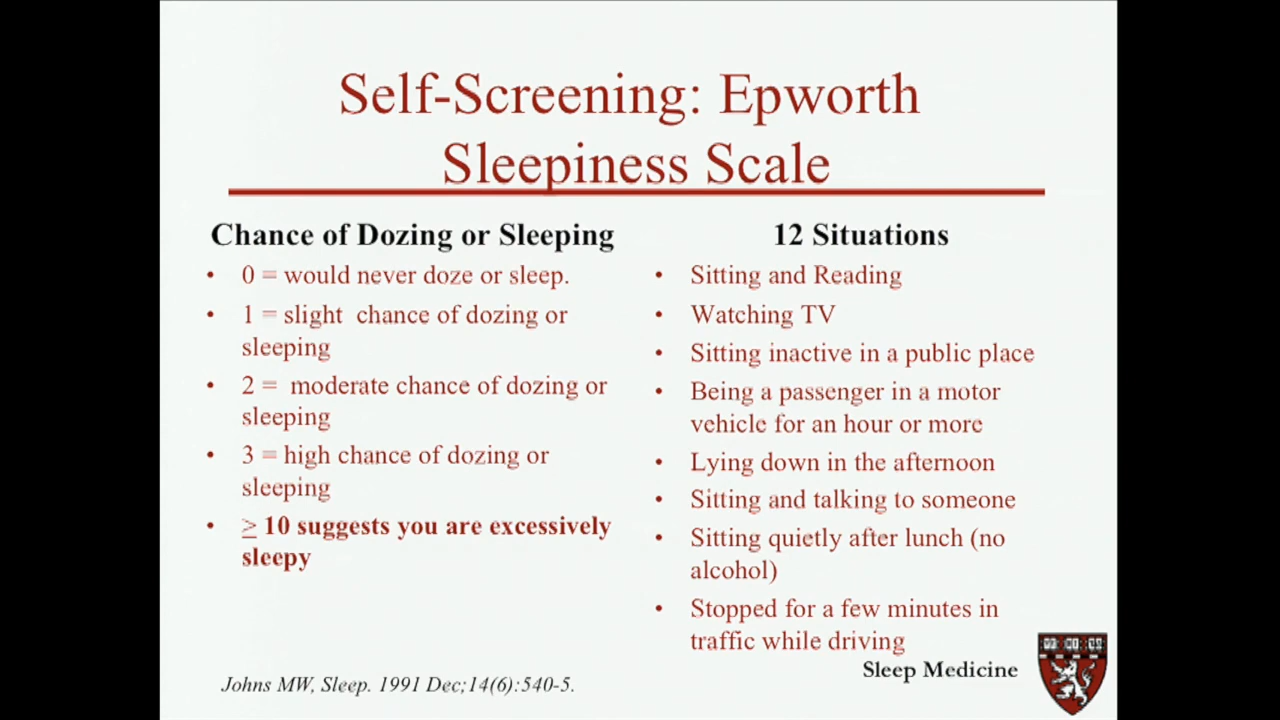 Self-Screening: Epworth
Sleepiness Scale
Chance of Dozing or Sleeping
• 0 = would never doze or sleep.
• 1 = slight chance of dozing or
sleeping
• 2 = moderate chance of dozing or
sleeping
• 3 = high chance of dozing or
sleeping
• ≥ 10 suggests you are excessively
sleepy
12 Situations
• Sitting and Reading
• Watching TV
• Sitting inactive in a public place
• Being a passenger in a motor
vehicle for an hour or more
• Lying down in the afternoon
• Sitting and talking to someone
• Sitting quietly after lunch (no
alcohol)
• Stopped for a few minutes in
traffic while driving
Sleep Medicine
Johns MW, Sleep. 1991 Dec;14(6):540-5.